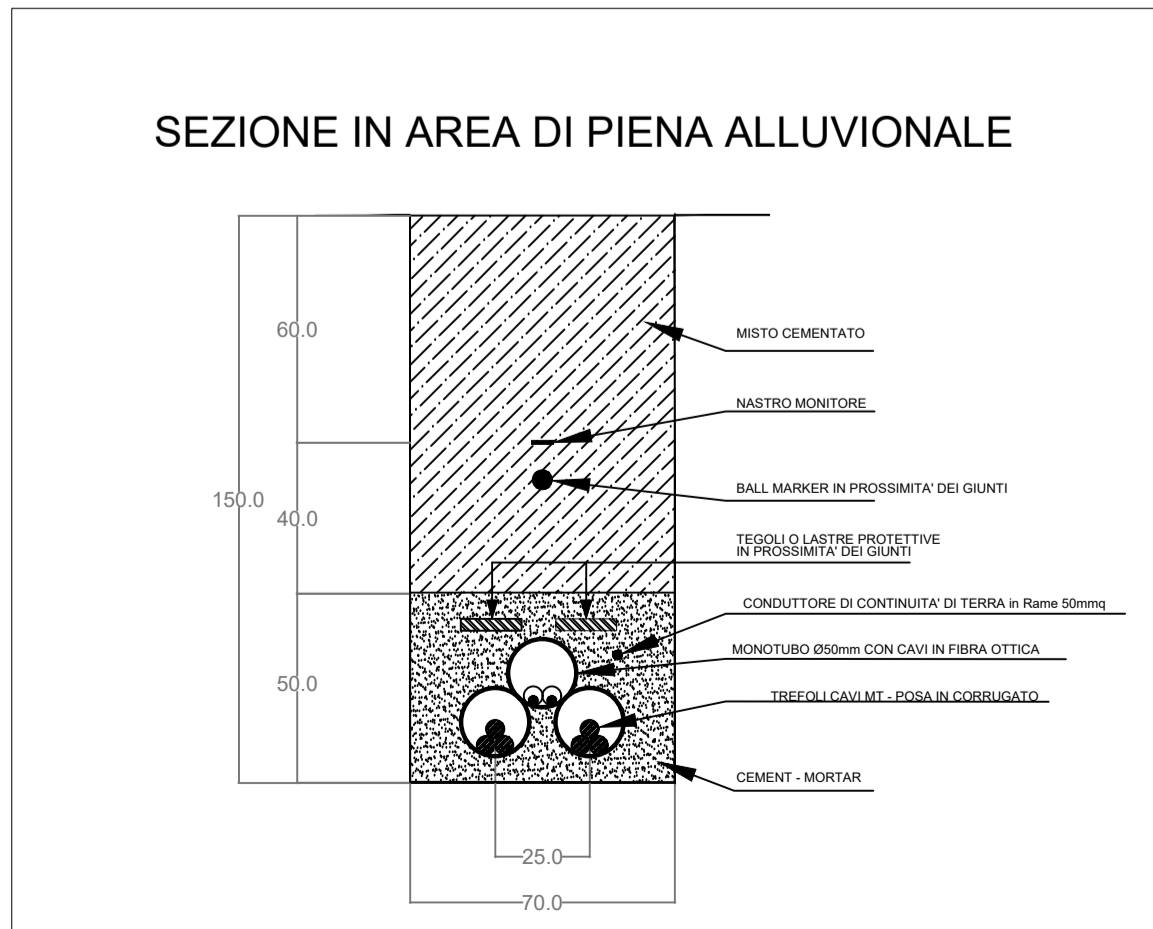 SEZIONE IN AREA DI PIENA ALLUVIONALE
60.0
MISTO CEMENTATO
NASTRO MONITORE
BALL MARKER IN PROSSIMITA' DEI GIUNTI
150.0
40.0
TEGOLI O LASTRE PROTETTIVE
IN PROSSIMITA' DEI GIUNTI
CONDUTTORE DI CONTINUITA' DI TERRA in Rame 50mmq
MONOTUBO Ø50mm CON CAVI IN FIBRA OTTICA
50.0
TREFOLI CAVI MT - POSA IN CORRUGATO
CEMENT - MORTAR
25.0
70.0